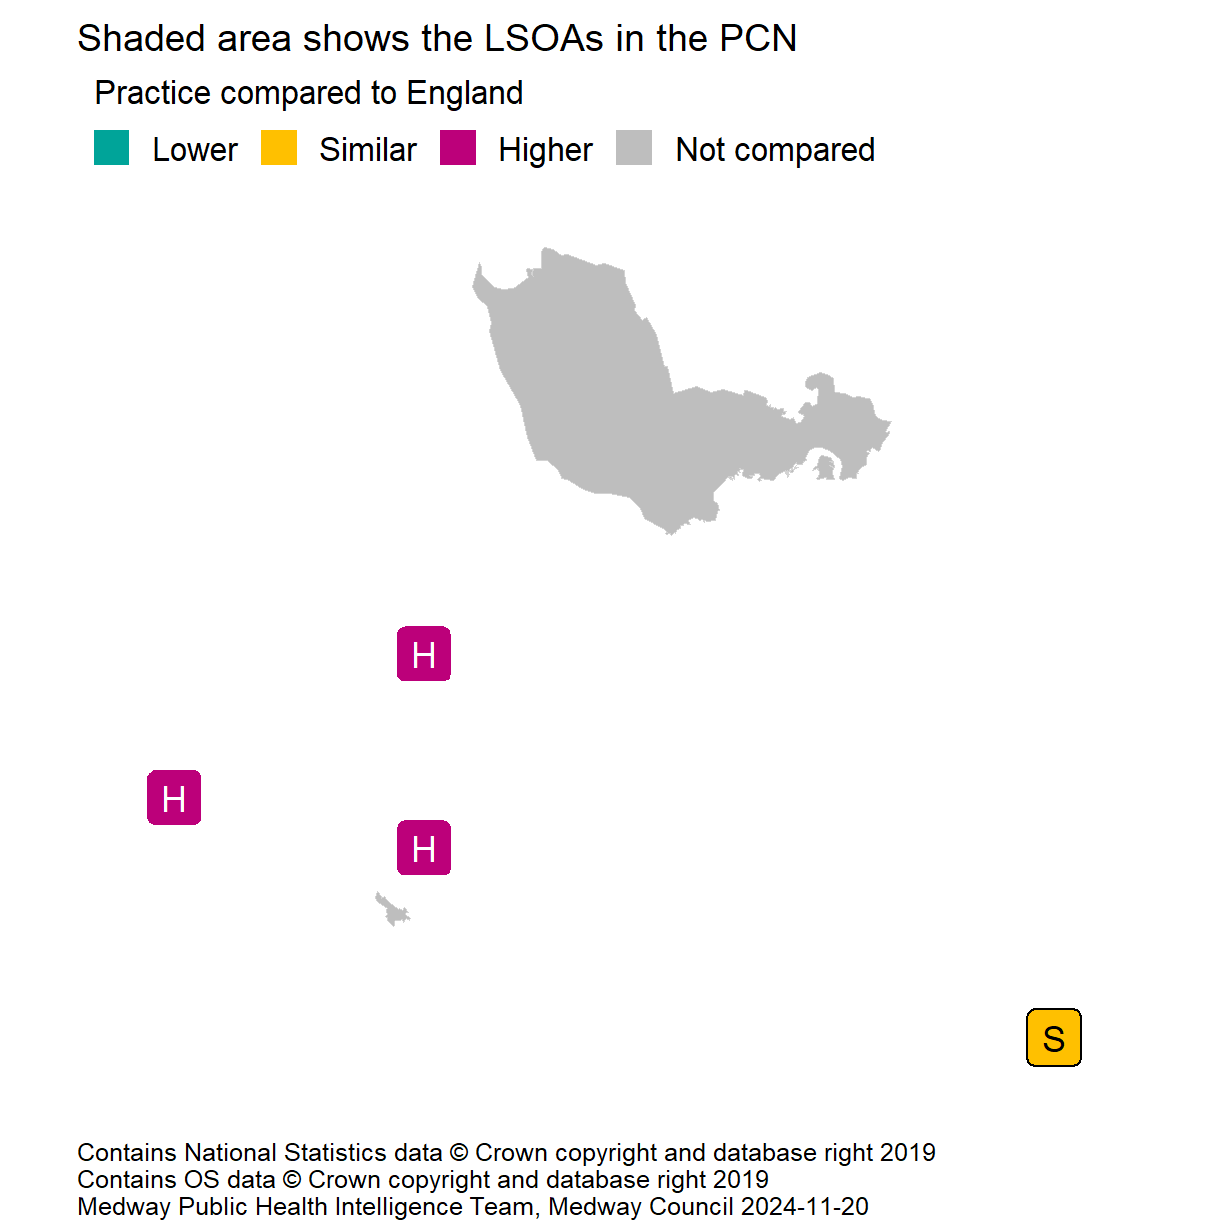 Shaded area shows the LSOAs in the PCN
Practice compared to England
Lower Similar Higher Not compared
H
H
H
S
Contains National Statistics data © Crown copyright and database right 2019
Contains OS data © Crown copyright and database right 2019
Medway Public Health Intelligence Team, Medway Council 2024-11-20